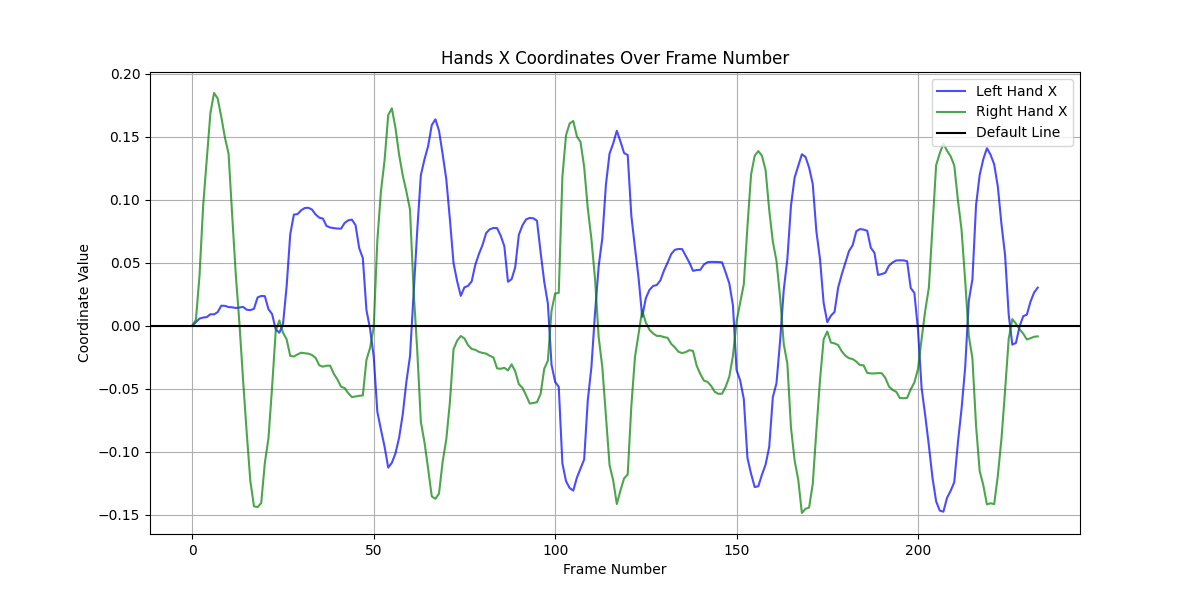 Hands X Coordinates Over Frame Number
Left Hand X
Right Hand X
Default Line
Coordinate Value
0.20
0.15
0.10
0.05
0.00
−0.05
−0.10
−0.15
0 50 100 150 200
Frame Number